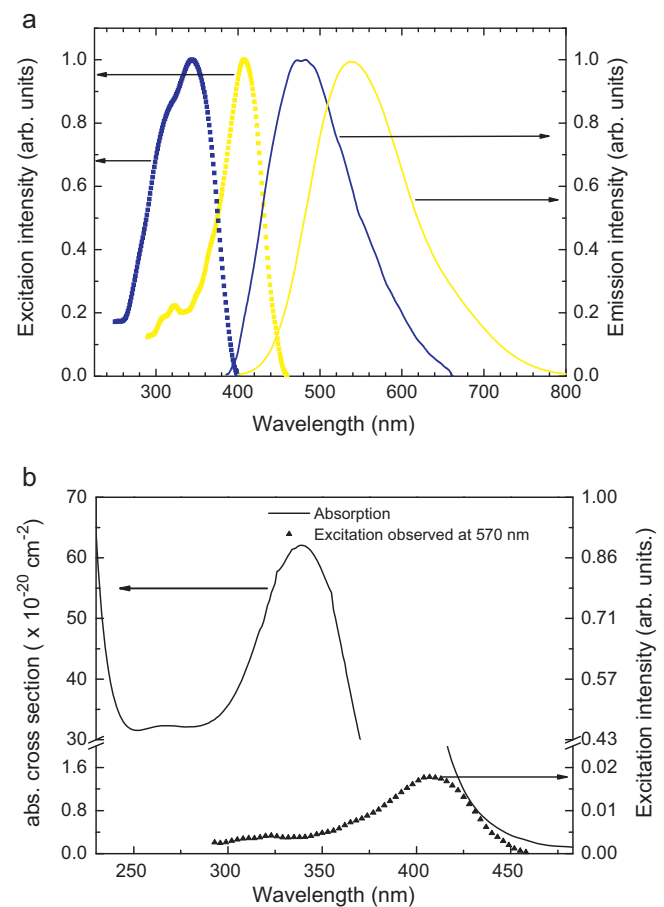 a
1.0
0.8
0.6
0.4
0.2
0.0
Excitaion intensity (arb. units)
1.0
0.8
0.6
0.4
0.2
0.0
Emission intensity (arb. units)
300 400 500 600 700 800
Wavelength (nm)
b
70
60
50
40
30
1.6
0.8
0.0
abs. cross section ( x 10-20 cm-2)
Absorption
Excitation observed at 570 nm
1.00
0.86
0.71
0.57
0.43
0.02
0.01
0.00
Excitation intensity (arb. units.)
250 300 350 400 450
Wavelength (nm)